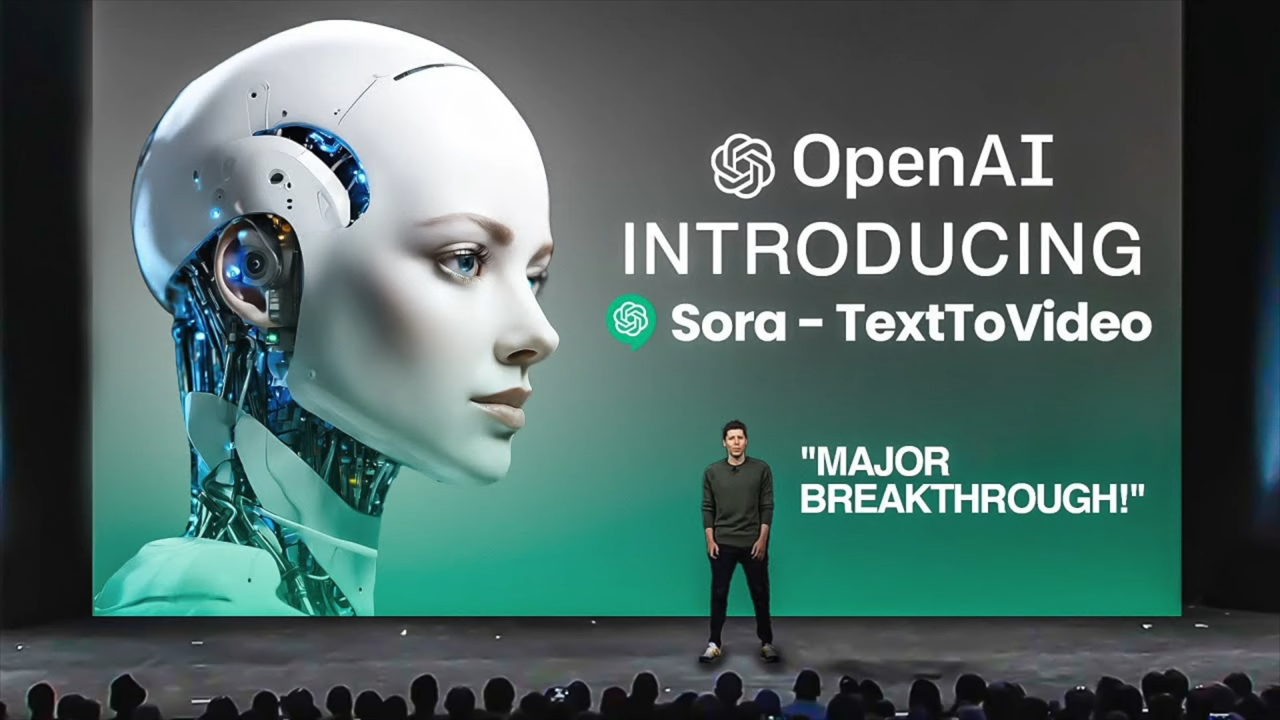 OpenAI
INTRODUCING
Sora - TextToVideo
"MAJOR
BREAKTHROUGH!"